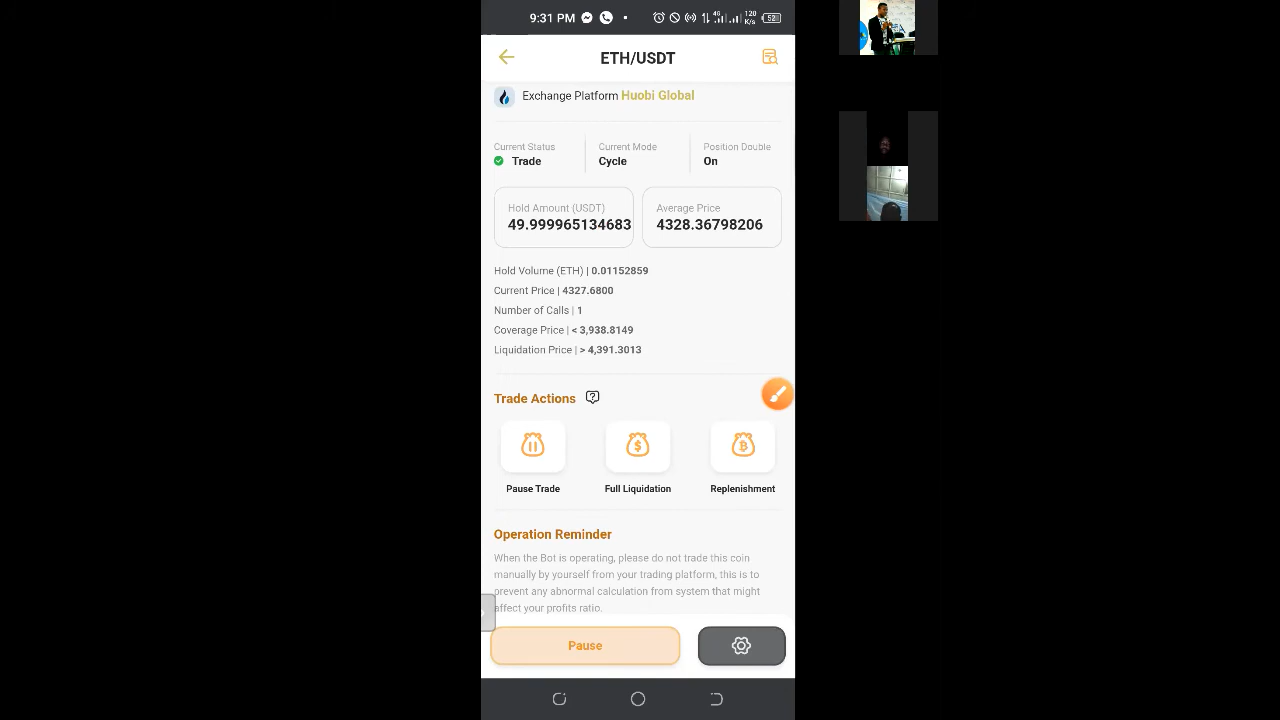 9:31 PM
4G
120
K/s
52
ETH/USDT
Exchange Platform Huobi Global
Current Status
Trade
Current Mode
Cycle
Position Double
On
Hold Amount (USDT)
49.999965134683
Average Price
4328.36798206
Hold Volume (ETH) | 0.01152859
Current Price | 4327.6800
Number of Calls | 1
Coverage Price | < 3,938.8149
Liquidation Price | > 4,391.3013
Trade Actions
Pause Trade
Full Liquidation
Replenishment
Operation Reminder
When the Bot is operating, please do not trade this coin
manually by yourself from your trading platform, this is to
prevent any abnormal calculation from system that might
affect your profits ratio.
Pause